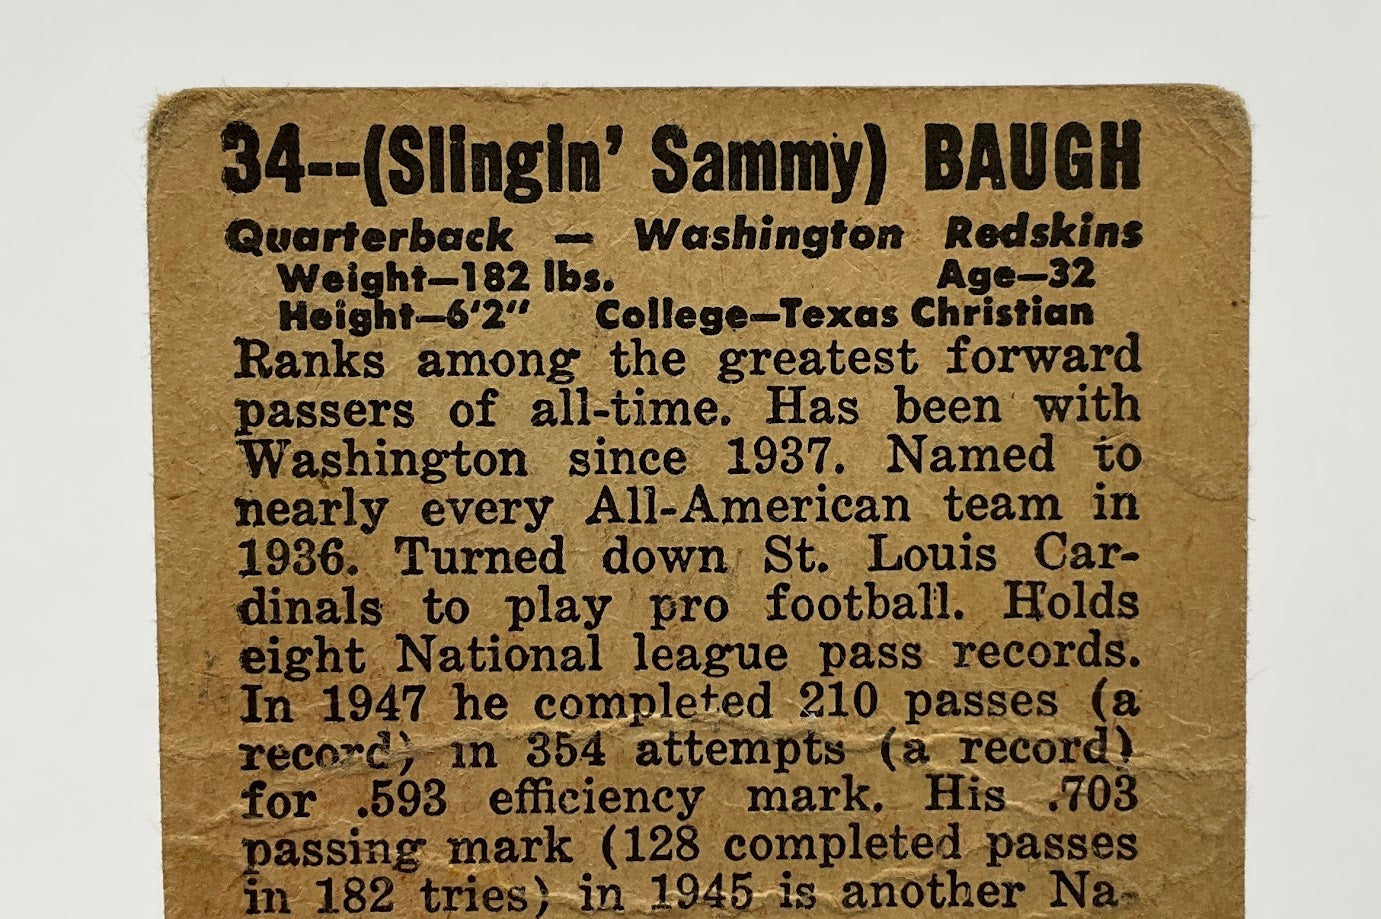 34--(Slingin' Sammy) BAUGH
Quarterback — Washington Redskins
Weight—182 lbs. Age—32
Height—6'2" College—Texas Christian
Ranks among the greatest forward
passers of all-time. Has been with
Washington since 1937. Named to
nearly every All-American team in
1936. Turned down St. Louis Car-
dinals to play pro football. Holds
eight National league pass records.
In 1947 he completed 210 passes (a
record) in 354 attempts (a record)
for .593 efficiency mark. His .703
passing mark (128 completed passes
in 182 tries) in 1945 is another Na-